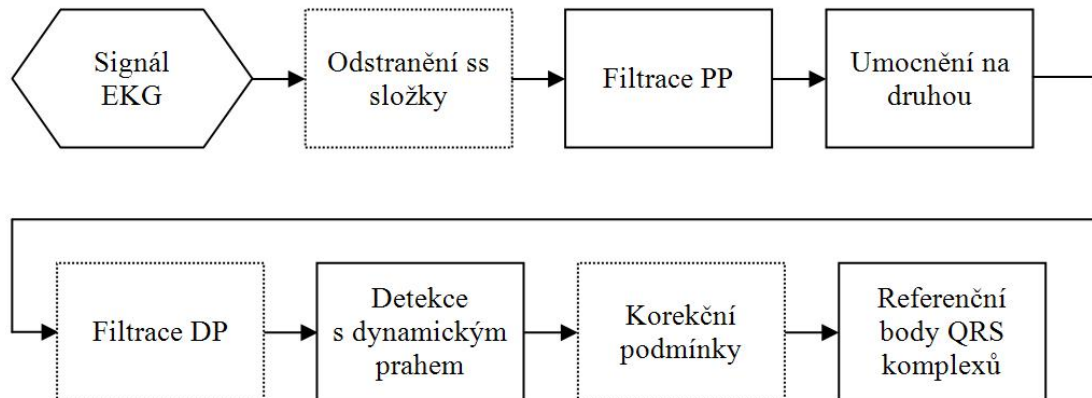 Signál
EKG
Odstranění ss
složky
Filtrace PP
Umocnění na
druhou
Filtrace DP
Detekce
s dynamickým
prahem
Korekční
podmínky
Referenční
body QRS
komplexů